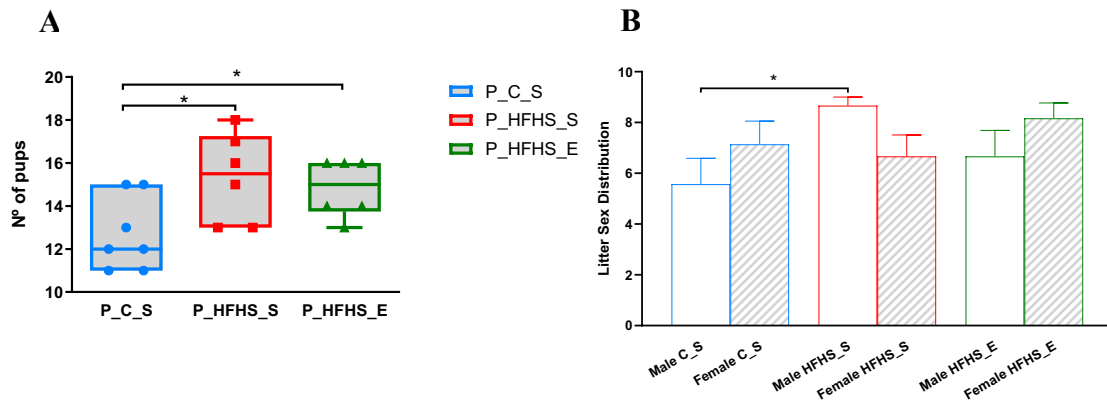 A
Nº of pups
20
18
16
14
12
10
*
*
P_C_S
P_HFHS_S
P_HFHS_E
P_C_S
P_HFHS_S
P_HFHS_E
B
Litter Sex Distribution
10
8
6
4
2
0
*
Male C_S
Female C_S
Male HFHS_S
Female HFHS_S
Male HFHS_E
Female HFHS_E